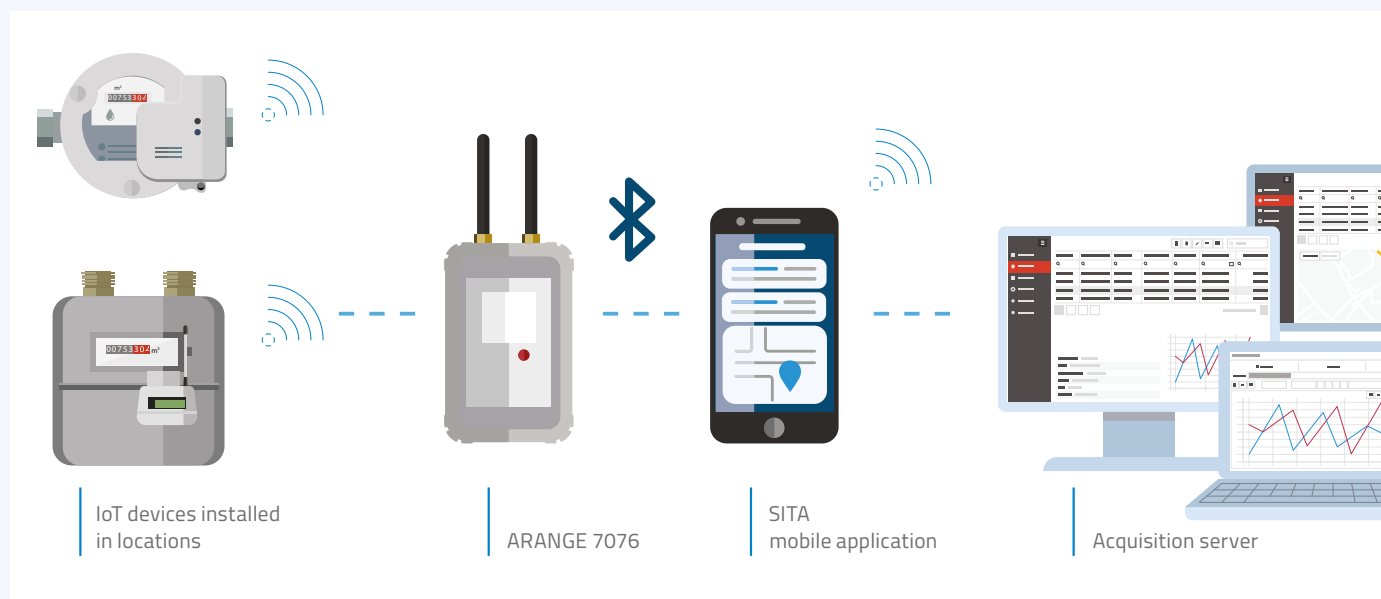 m³
00753304
00753304 m³
IoT devices installed
in locations
ARANGE 7076
SITA
mobile application
Acquisition server